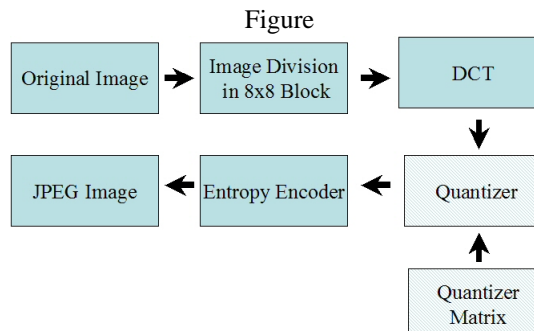 Figure
Original Image
Image Division
in 8x8 Block
DCT
JPEG Image
Entropy Encoder
Quantizer
Quantizer
Matrix